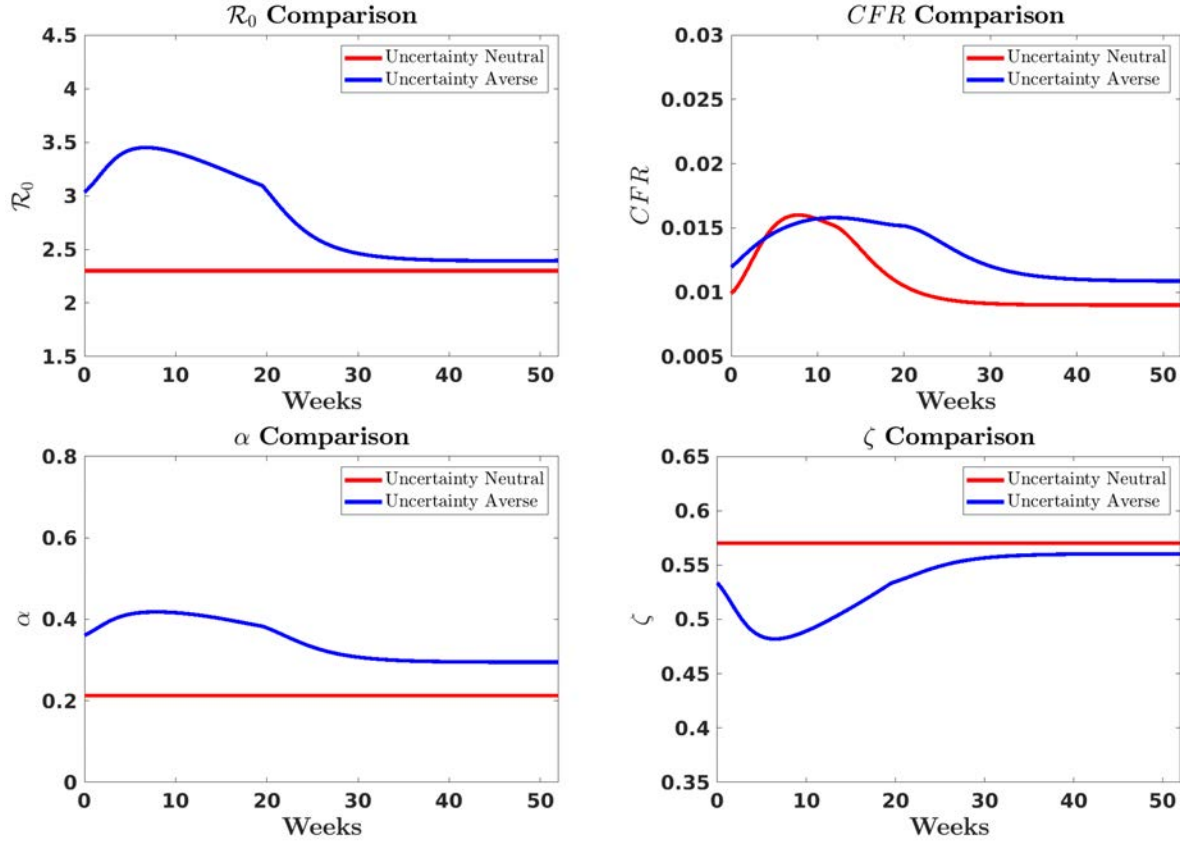 R₀ Comparison
4.5
4
3.5
3
2.5
2
1.5
R₀
0 10 20 30 40 50
Weeks
Uncertainty Neutral
Uncertainty Averse
CFR Comparison
0.03
0.025
0.02
0.015
0.01
0.005
CFR
0 10 20 30 40 50
Weeks
Uncertainty Neutral
Uncertainty Averse
α Comparison
0.8
0.6
0.4
0.2
0
α
0 10 20 30 40 50
Weeks
Uncertainty Neutral
Uncertainty Averse
ζ Comparison
0.65
0.6
0.55
0.5
0.45
0.4
0.35
ζ
0 10 20 30 40 50
Weeks
Uncertainty Neutral
Uncertainty Averse